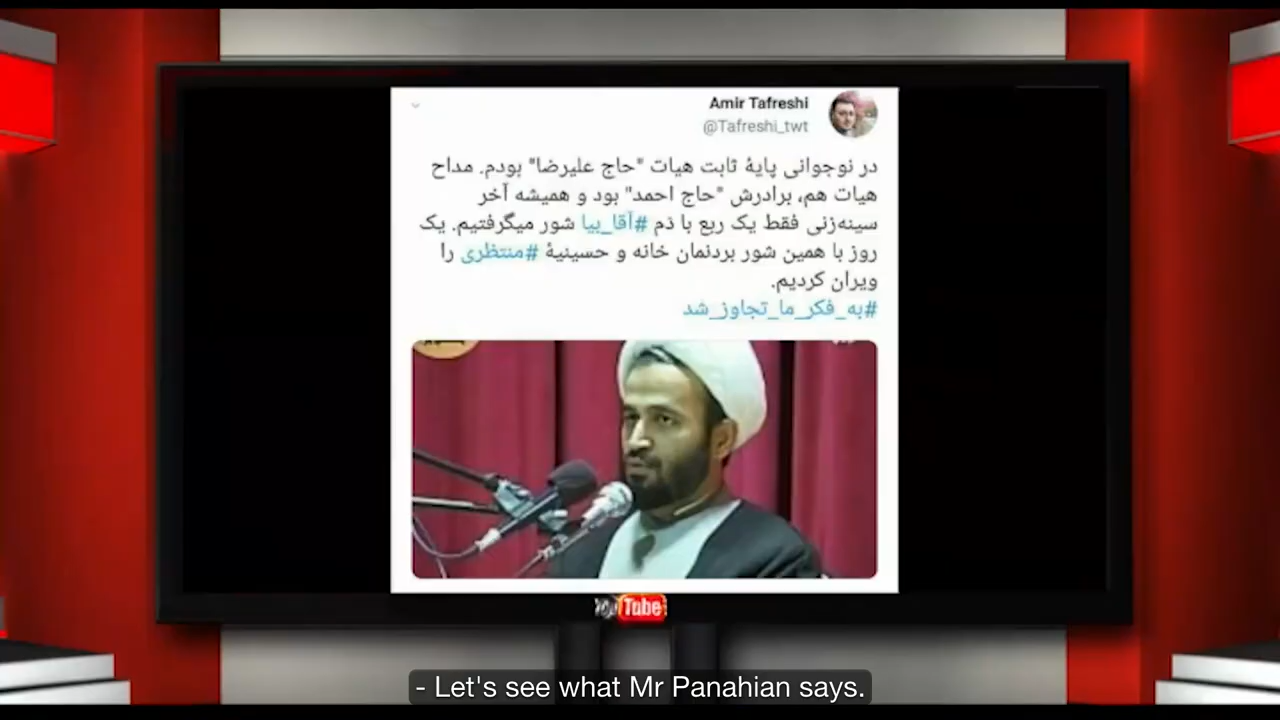 Amir Tafreshi
@Tafreshi_twt
در نوجوانی پایهٔ ثابت هیات "حاج علیرضا" بودم. مداح
هیات هم، برادرش "حاج احمد" بود و همیشه آخر
سینه‌زنی فقط یک ربع با دَم #آقا_بیا شور میگرفتیم. یک
روز با همین شور بردنمان خانه و حسینیهٔ #منتظری را
ویران کردیم.
#به_فکر_ما_تجاوز_شد
YouTube
- Let's see what Mr Panahian says.